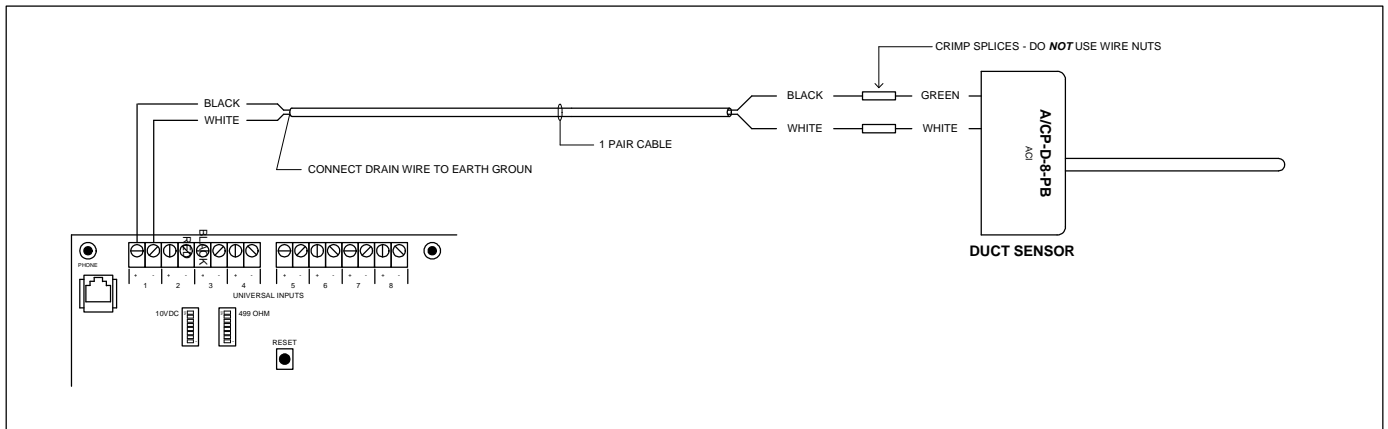 CRIMP SPLICES - DO NOT USE WIRE NUTS
BLACK
WHITE
BLACK
GREEN
WHITE
WHITE
1 PAIR CABLE
CONNECT DRAIN WIRE TO EARTH GROUN
A/CP-D-8-PB
ACI
DUCT SENSOR
PHONE
RED
BLACK
+ - + - + - + - + - + - + - + -
1 2 3 4 5 6 7 8
UNIVERSAL INPUTS
10VDC
499 OHM
RESET